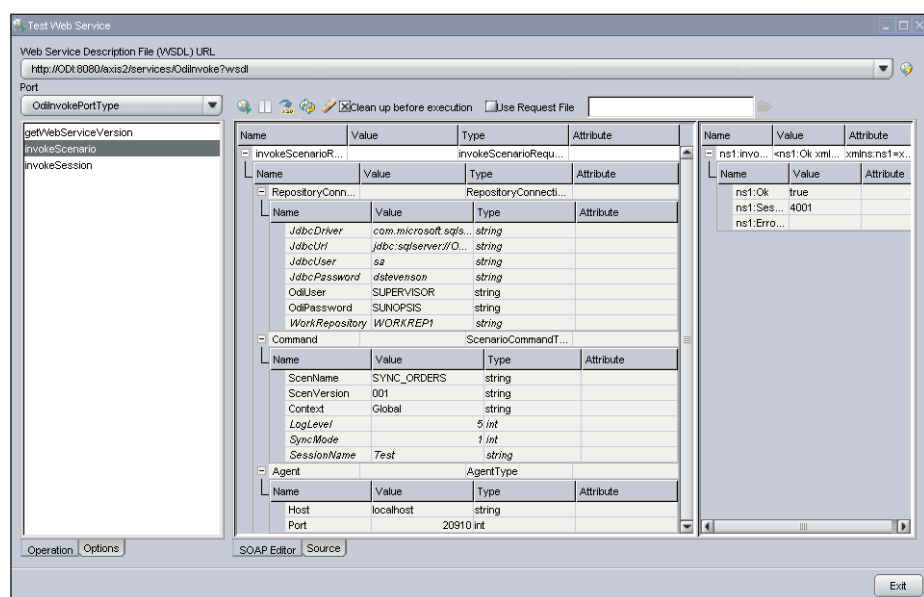 Test Web Service
Web Service Description File (WSDL) URL
http://ODI:8080/axis2/services/OdiInvoke?wsdl
Port
OdiInvokePortType
Clean up before execution Use Request File
getWebServiceVersion
invokeScenario
invokeSession
Name Value Type Attribute
invokeScenarioR... invokeScenarioRequ...
Name Value Type Attribute
RepositoryConn... RepositoryConnecti...
Name Value Type Attribute
JdbcDriver com.microsoft.sqls... string
JdbcUrl jdbc:sqlserver://O... string
JdbcUser sa string
JdbcPassword dstevenson string
OdiUser SUPERVISOR string
OdiPassword SUNOPSIS string
WorkRepository WORKREP1 string
Command ScenarioCommandT...
Name Value Type Attribute
ScenName SYNC_ORDERS string
ScenVersion 001 string
Context Global string
LogLevel 5 int
SyncMode 1 int
SessionName Test string
Agent AgentType
Name Value Type Attribute
Host localhost string
Port 20910 int
Name Value Attribute
ns1:invo... <ns1:Ok xml... xmlns:ns1=x...
Name Value Attribute
ns1:Ok true
ns1:Ses... 4001
ns1:Erro...
Operation Options
SOAP Editor Source
Exit